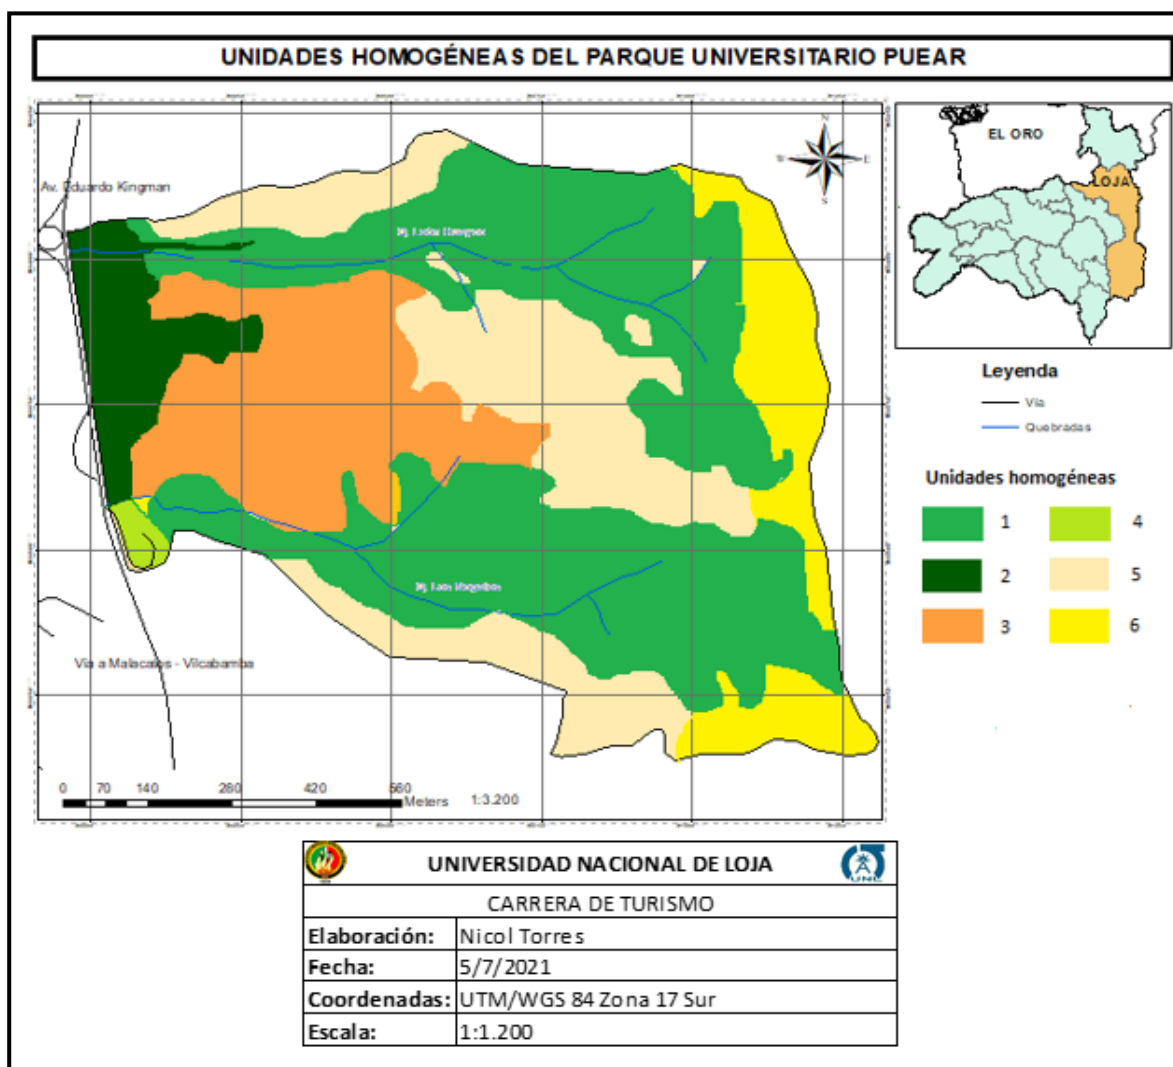 UNIDADES HOMOGÉNEAS DEL PARQUE UNIVERSITARIO PUEAR
Av. Eduardo Kingman
N
W
E
S
EL ORO
LOJA
Leyenda
Vía
Quebradas
Unidades homogéneas
1
4
2
5
3
6
Vía a Malacatos - Vilcabamba
0 70 140 280 420 560
Meters
1:3.200
UNIVERSIDAD NACIONAL DE LOJA
UNL
CARRERA DE TURISMO
Elaboración: Nicol Torres
Fecha: 5/7/2021
Coordenadas: UTM/WGS 84 Zona 17 Sur
Escala: 1:1.200